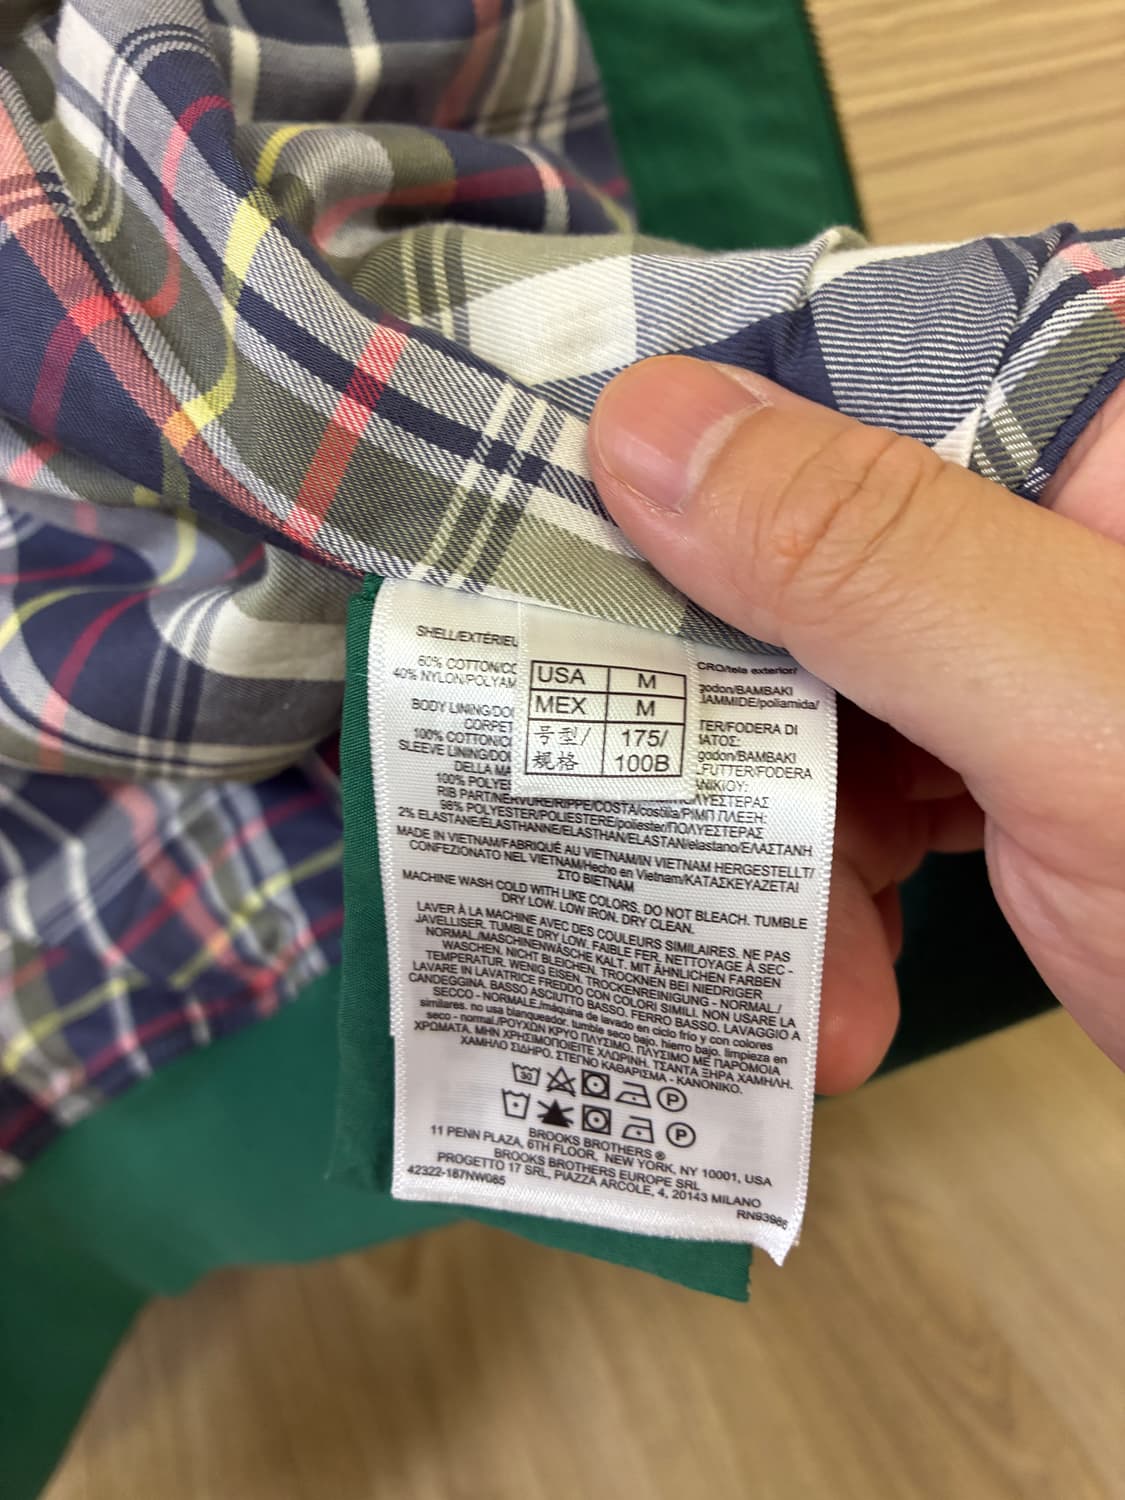 SHELL/EXTÉRIEU
CRO/tela exterior/
60% COTTON/CO
godon/BAMBAKI
40% NYLON/POLYAM
IAMMIDE/poliamida/
USA M
MEX M
号型/ 175/
规格 100B
BODY LINING/DO
TER/FODERA DI
CORPET
ATOS:
100% COTTON/CO
godon/BAMBAKI
SLEEVE LINING/DO
FUTTER/FODERA
DELLA MA
ΝΙΚΙΟΥ:
100% POLYE
ΛΥΕΣΤΕΡΑΣ
RIB PART/NERVURE/RIPPE/COSTA/costilla/ΡΙΜΠ ΠΛΕΞΗ:
98% POLYESTER/POLIESTERE/poliester/ΠΟΛΥΕΣΤΕΡΑΣ
2% ELASTANE/ÉLASTHANNE/ELASTHAN/ELASTAN/elastano/ΕΛΑΣΤΑΝΗ
MADE IN VIETNAM/FABRIQUÉ AU VIETNAM/IN VIETNAM HERGESTELLT/
CONFEZIONATO NEL VIETNAM/Hecho en Vietnam/ΚΑΤΑΣΚΕΥΑΖΕΤΑΙ
ΣΤΟ ΒΙΕΤΝΑΜ
MACHINE WASH COLD WITH LIKE COLORS. DO NOT BLEACH. TUMBLE
DRY LOW. LOW IRON. DRY CLEAN.
LAVER À LA MACHINE AVEC DES COULEURS SIMILAIRES. NE PAS
JAVELLISER. TUMBLE DRY LOW. FAIBLE FER. NETTOYAGE À SEC -
NORMAL./MASCHINENWÄSCHE KALT. MIT ÄHNLICHEN FARBEN
WASCHEN. NICHT BLEICHEN. TROCKNEN BEI NIEDRIGER
TEMPERATUR. WENIG EISEN. TROCKENREINIGUNG - NORMAL./
LAVARE IN LAVATRICE FREDDO CON COLORI SIMILI. NON USARE LA
CANDEGGINA. BASSO ASCIUTTO BASSO. FERRO BASSO. LAVAGGIO A
SECCO - NORMALE./máquina de lavado en ciclo frío y con colores
similares. no usa blanqueador. tumble seco bajo. hierro bajo. limpieza en
seco - normal./ΡΟΥΧΩΝ ΚΡΥΟ ΠΛΥΣΙΜΟ. ΠΛΥΣΙΜΟ ΜΕ ΠΑΡΟΜΟΙΑ
ΧΡΩΜΑΤΑ. ΜΗΝ ΧΡΗΣΙΜΟΠΟΙΕΙΤΕ ΧΛΩΡΙΝΗ. ΤΣΑΝΤΑ ΞΗΡΑ ΧΑΜΗΛΗ.
ΧΑΜΗΛΟ ΣΙΔΗΡΟ. ΣΤΕΓΝΟ ΚΑΘΑΡΙΣΜΑ - ΚΑΝΟΝΙΚΟ.
30 P
P
BROOKS BROTHERS ®
11 PENN PLAZA, 6TH FLOOR, NEW YORK, NY 10001, USA
BROOKS BROTHERS EUROPE SRL
PROGETTO 17 SRL, PIAZZA ARCOLE, 4, 20143 MILANO
42322-187NW085
RN93986